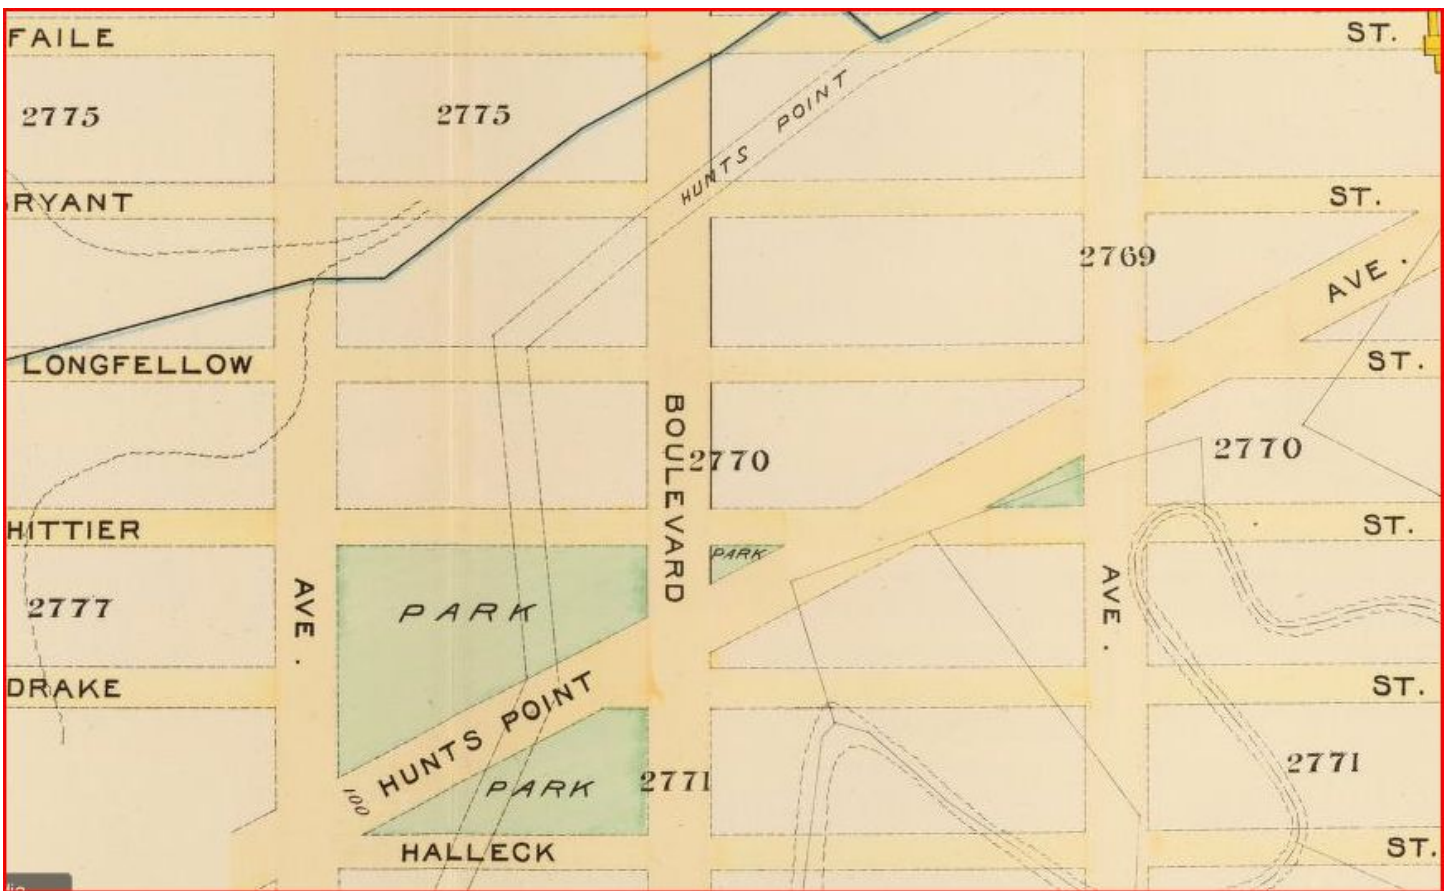 FAILE ST.
2775
2775
HUNTS POINT
RYANT ST.
2769
AVE.
LONGFELLOW ST.
BOULEVARD
2770
2770
HITTIER ST.
PARK
AVE.
AVE.
2777
PARK
DRAKE ST.
HUNTS POINT
2771
2771
PARK
100
HALLECK ST.